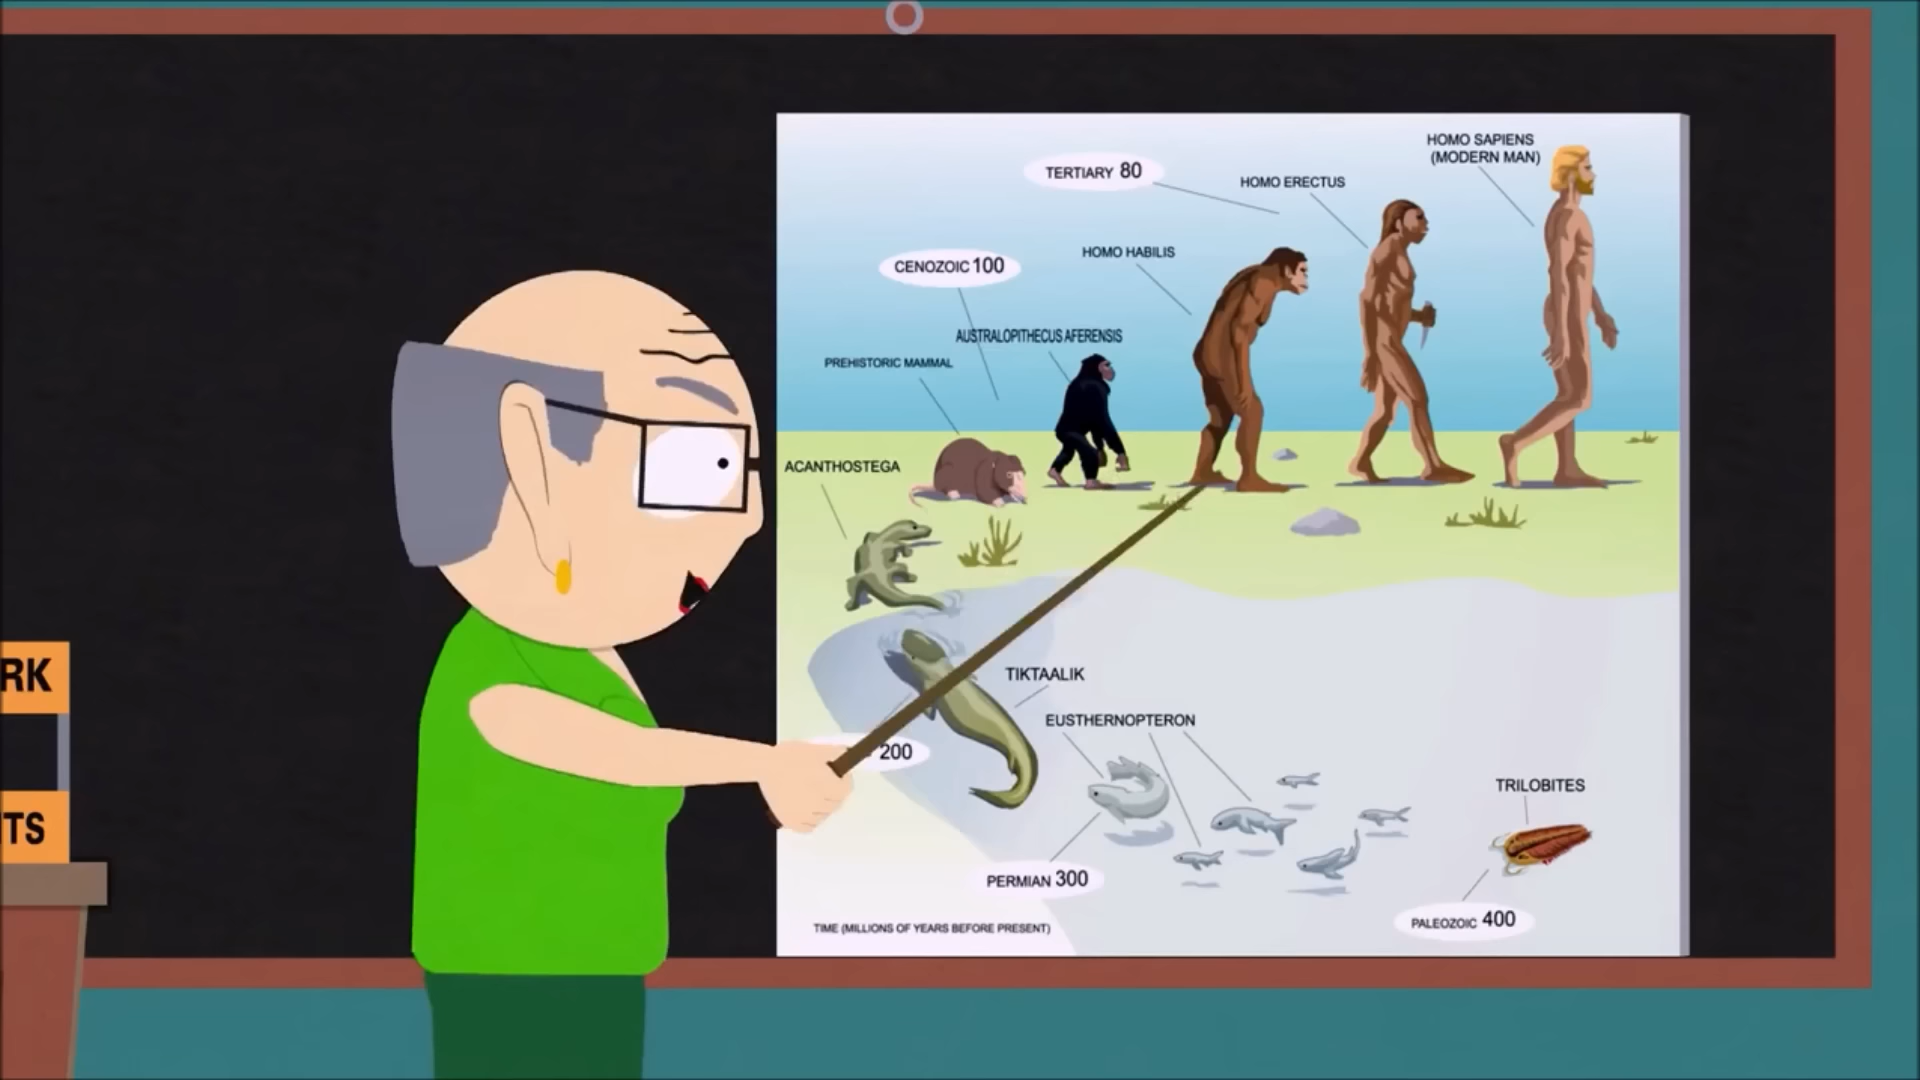 HOMO SAPIENS
(MODERN MAN)
TERTIARY 80
HOMO ERECTUS
HOMO HABILIS
CENOZOIC 100
AUSTRALOPITHECUS AFERENSIS
PREHISTORIC MAMMAL
ACANTHOSTEGA
TIKTAALIK
EUSTHERNOPTERON
200
TRILOBITES
PERMIAN 300
PALEOZOIC 400
TIME (MILLIONS OF YEARS BEFORE PRESENT)
RK
TS